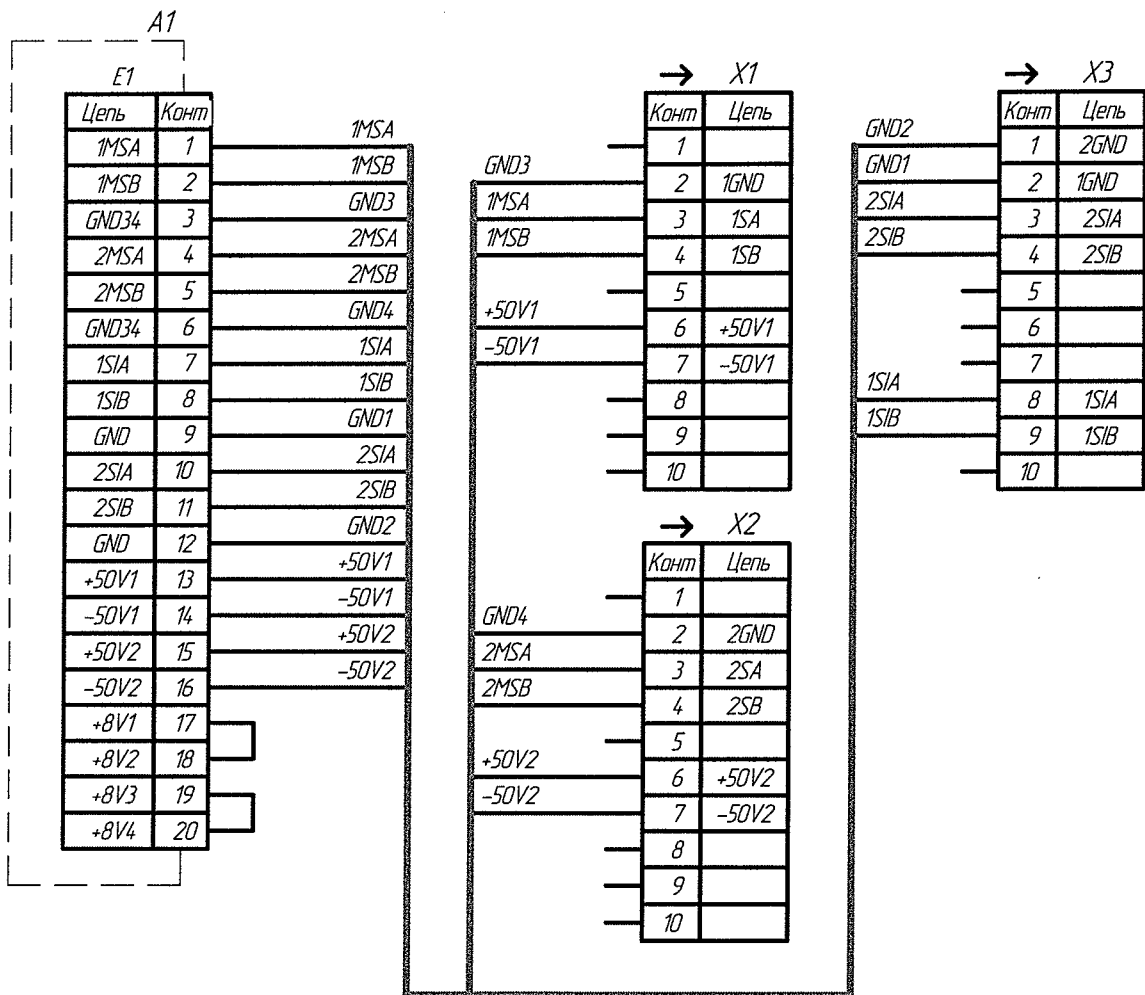 A1
E1
Цепь Конт
1MSA 1
1MSB 2
GND34 3
2MSA 4
2MSB 5
GND34 6
1SIA 7
1SIB 8
GND 9
2SIA 10
2SIB 11
GND 12
+50V1 13
-50V1 14
+50V2 15
-50V2 16
+8V1 17
+8V2 18
+8V3 19
+8V4 20
1MSA
1MSB
GND3
2MSA
2MSB
GND4
1SIA
1SIB
GND1
2SIA
2SIB
GND2
+50V1
-50V1
+50V2
-50V2
→ X1
Конт Цепь
1
GND3 2 1GND
1MSA 3 1SA
1MSB 4 1SB
5
+50V1 6 +50V1
-50V1 7 -50V1
8
9
10
→ X2
Конт Цепь
1
GND4 2 2GND
2MSA 3 2SA
2MSB 4 2SB
5
+50V2 6 +50V2
-50V2 7 -50V2
8
9
10
→ X3
Конт Цепь
GND2 1 2GND
GND1 2 1GND
2SIA 3 2SIA
2SIB 4 2SIB
5
6
7
1SIA 8 1SIA
1SIB 9 1SIB
10